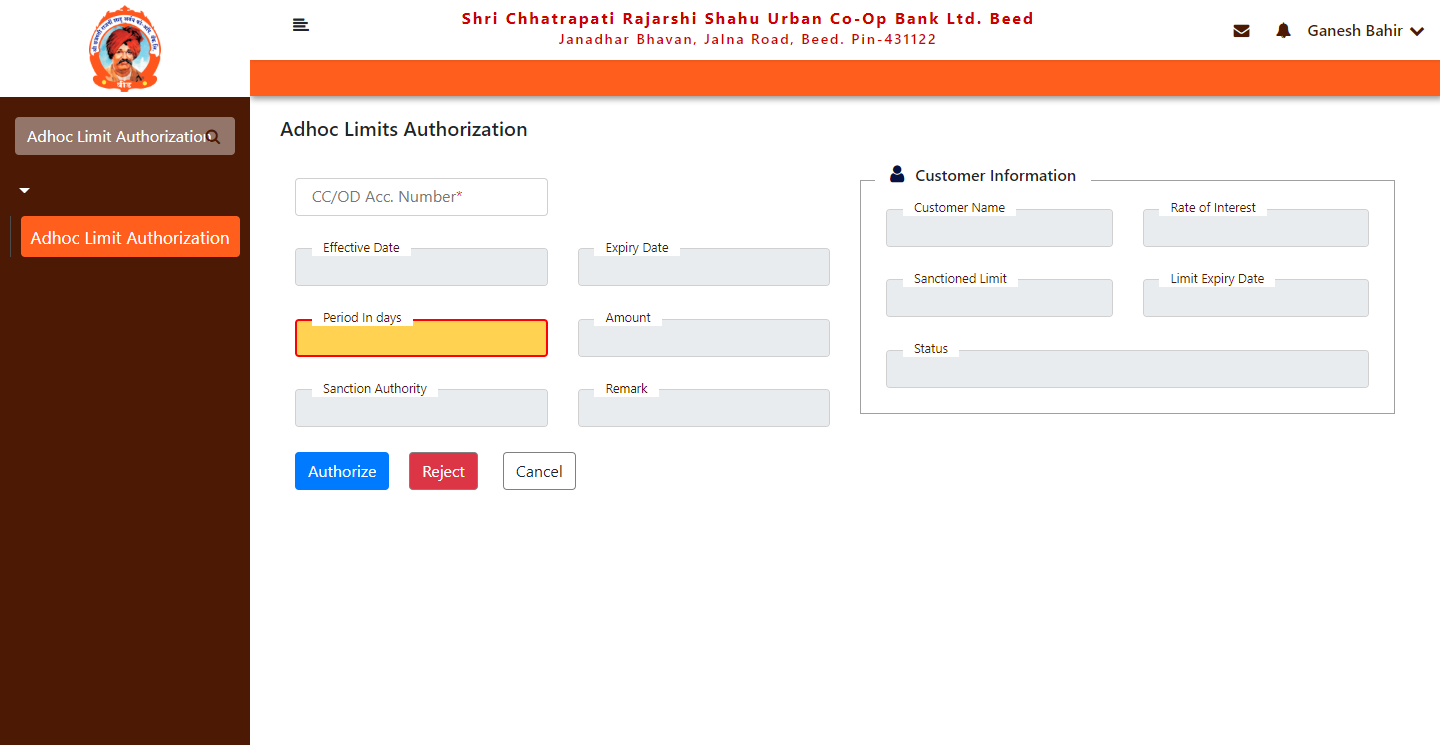 Shri Chhatrapati Rajarshi Shahu Urban Co-Op Bank Ltd. Beed
Janadhar Bhavan, Jalna Road, Beed. Pin-431122
Ganesh Bahir
बीड
Adhoc Limit Authorization
Adhoc Limit Authorization
Adhoc Limits Authorization
CC/OD Acc. Number*
Effective Date
Expiry Date
Period In days
Amount
Sanction Authority
Remark
Authorize
Reject
Cancel
Customer Information
Customer Name
Rate of Interest
Sanctioned Limit
Limit Expiry Date
Status